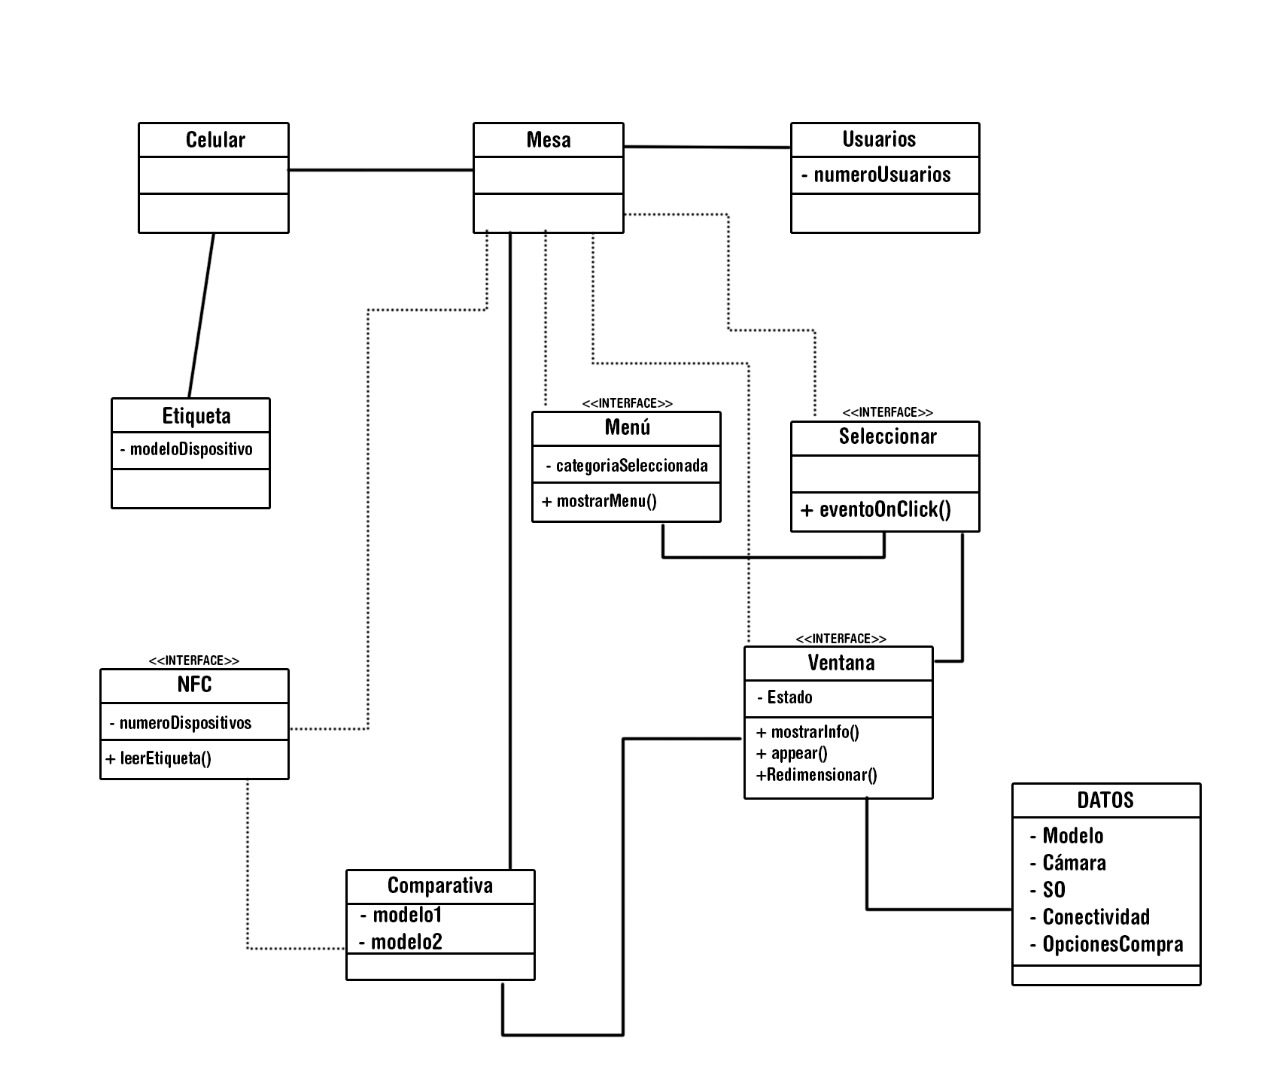 Celular
Mesa
Usuarios
- numeroUsuarios
Etiqueta
- modeloDispositivo
<<INTERFACE>>
Menú
- categoriaSeleccionada
+ mostrarMenu()
<<INTERFACE>>
Seleccionar
+ eventoOnClick()
<<INTERFACE>>
NFC
- numeroDispositivos
+ leerEtiqueta()
<<INTERFACE>>
Ventana
- Estado
+ mostrarInfo()
+ appear()
+Redimensionar()
Comparativa
- modelo1
- modelo2
DATOS
- Modelo
- Cámara
- SO
- Conectividad
- OpcionesCompra